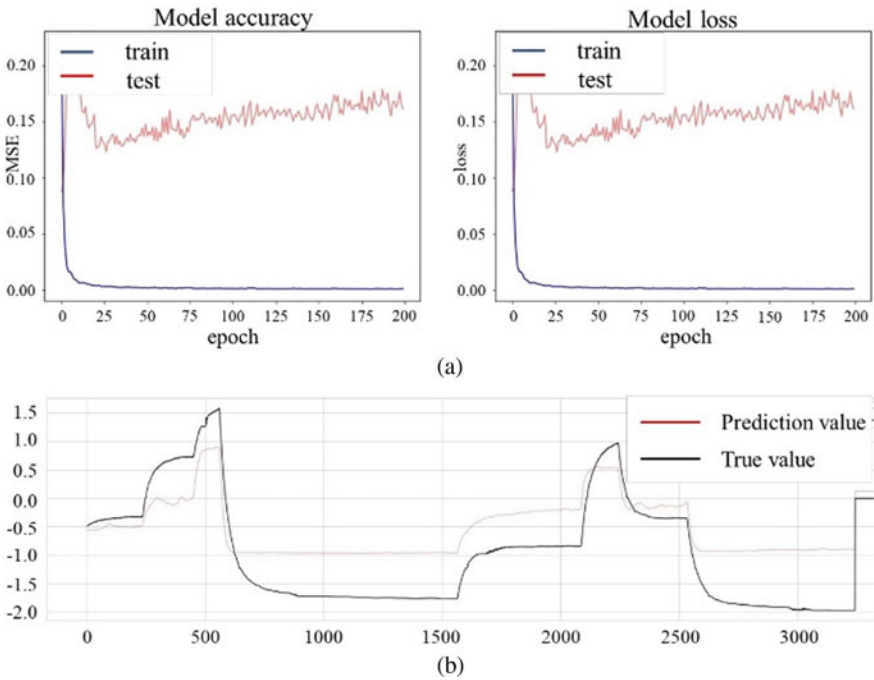 Model accuracy
train
test
0.20
0.15
0.10
0.05
0.00
MSE
0 25 50 75 100 125 150 175 200
epoch
Model loss
train
test
0.20
0.15
0.10
0.05
0.00
loss
0 25 50 75 100 125 150 175 200
epoch
(a)
1.5
1.0
0.5
0.0
-0.5
-1.0
-1.5
-2.0
Prediction value
True value
0 500 1000 1500 2000 2500 3000
(b)